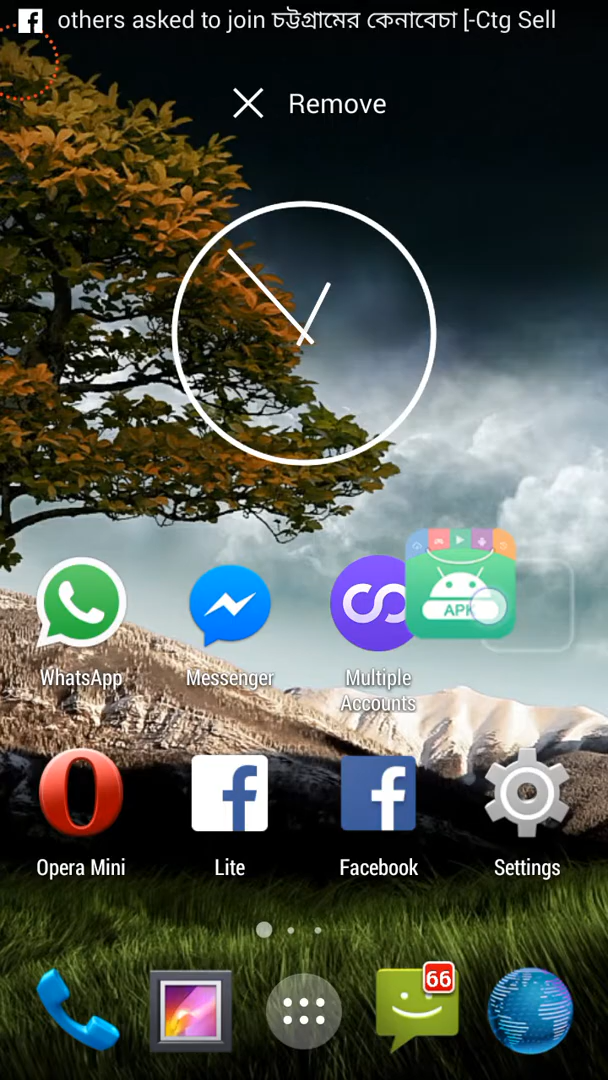 others asked to join চট্টগ্রামের কেনাবেচা [-Ctg Sell
Remove
APK
WhatsApp
Messenger
Multiple
Accounts
Opera Mini
Lite
Facebook
Settings
66